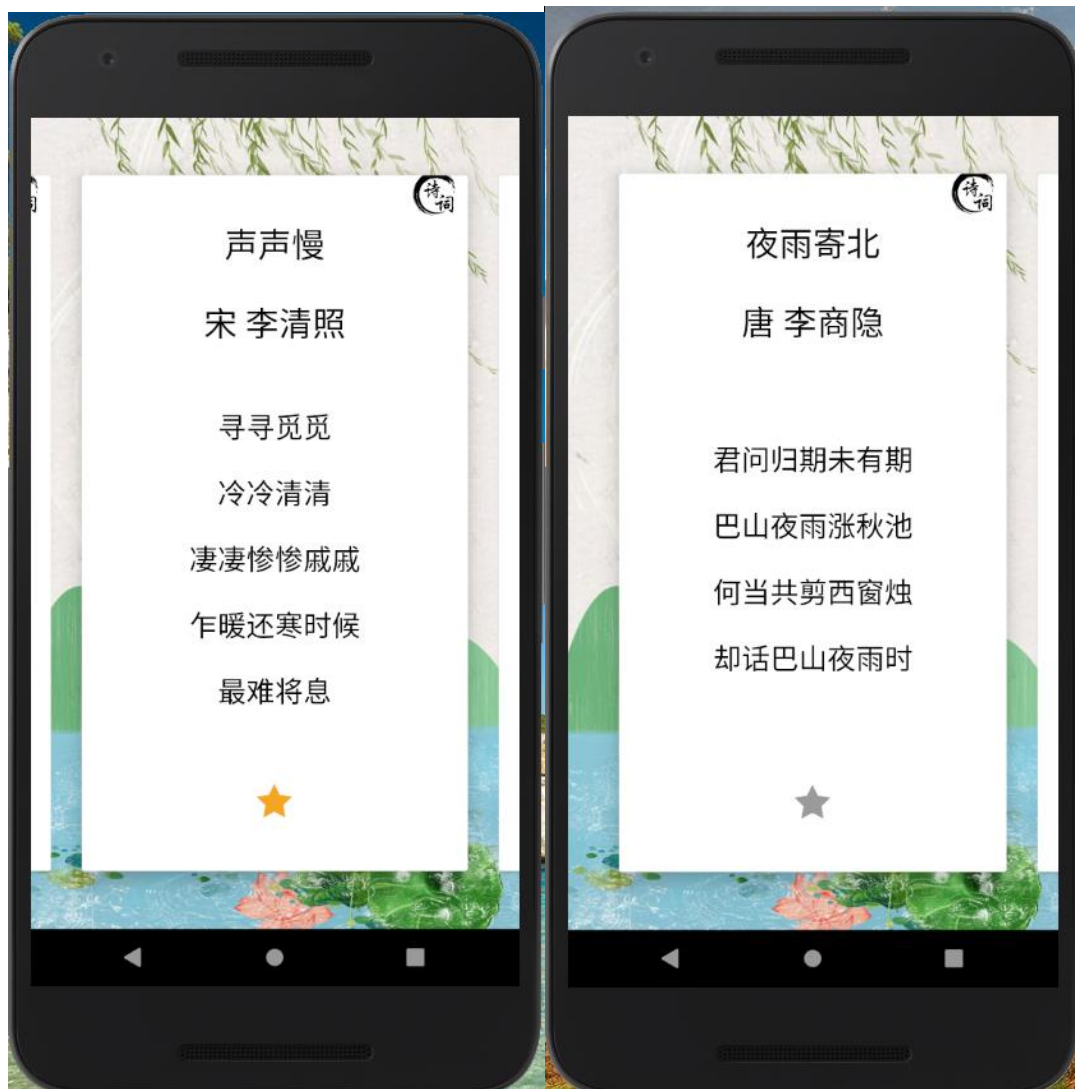 诗词
声声慢
宋 李清照
寻寻觅觅
冷冷清清
凄凄惨惨戚戚
乍暖还寒时候
最难将息
诗词
夜雨寄北
唐 李商隐
君问归期未有期
巴山夜雨涨秋池
何当共剪西窗烛
却话巴山夜雨时